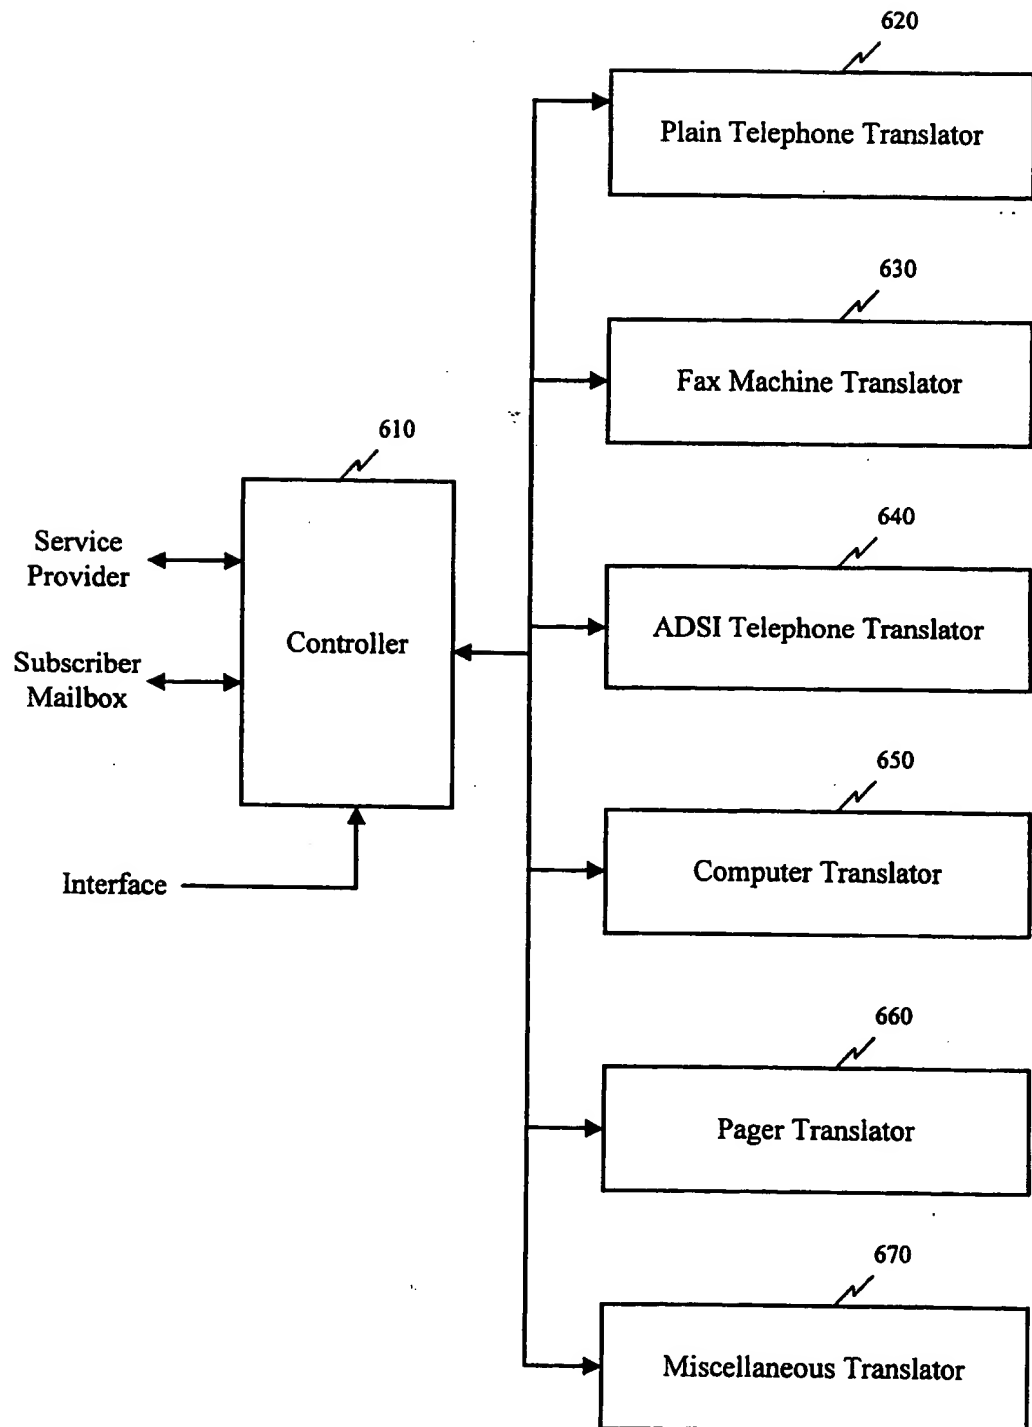 620
Plain Telephone Translator
630
Fax Machine Translator
610
640
Service
Provider
ADSI Telephone Translator
Controller
Subscriber
Mailbox
650
Computer Translator
Interface
660
Pager Translator
670
Miscellaneous Translator